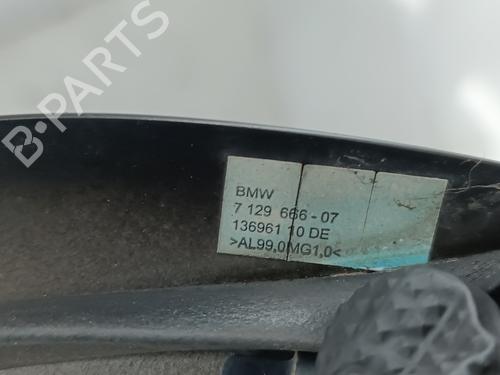 B-PARTS
BMW
7 129 666-07
136961 10 DE
>AL99,0MG1,0<